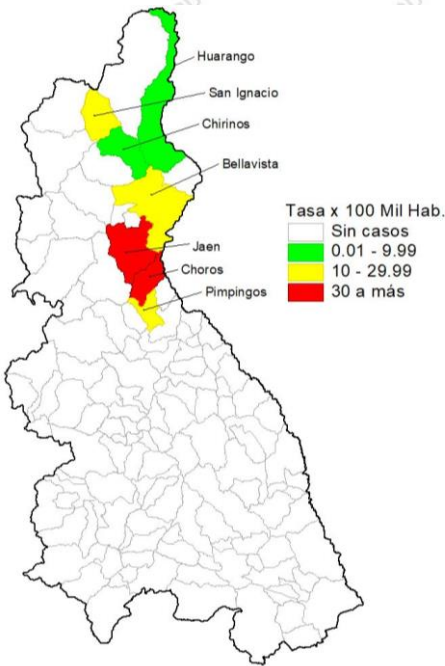 Huarango
San Ignacio
Chirinos
Bellavista
Jaen
Choros
Pimpingos
Tasa x 100 Mil Hab.
Sin casos
0.01 - 9.99
10 - 29.99
30 a más